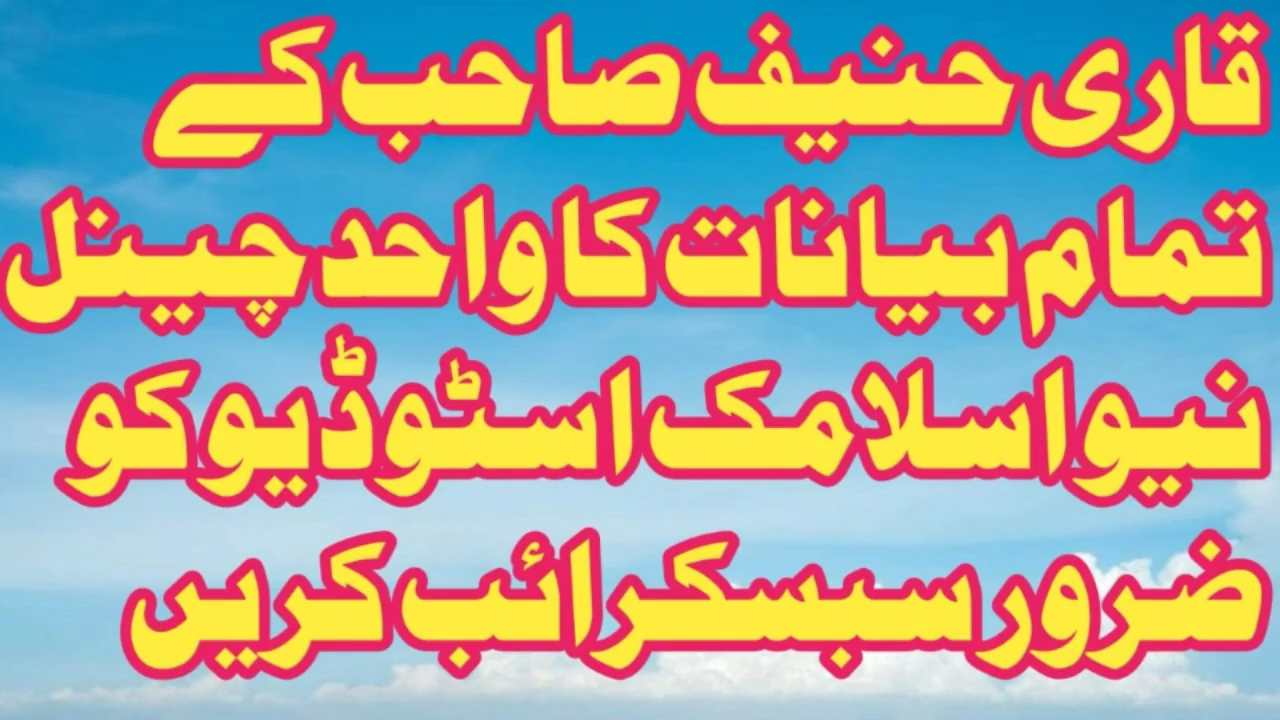 قاری حنیف صاحب کے
تمام بیانات کا واحد چینل
نیو اسلامک اسٹوڈیو کو
ضرور سبسکرائب کریں